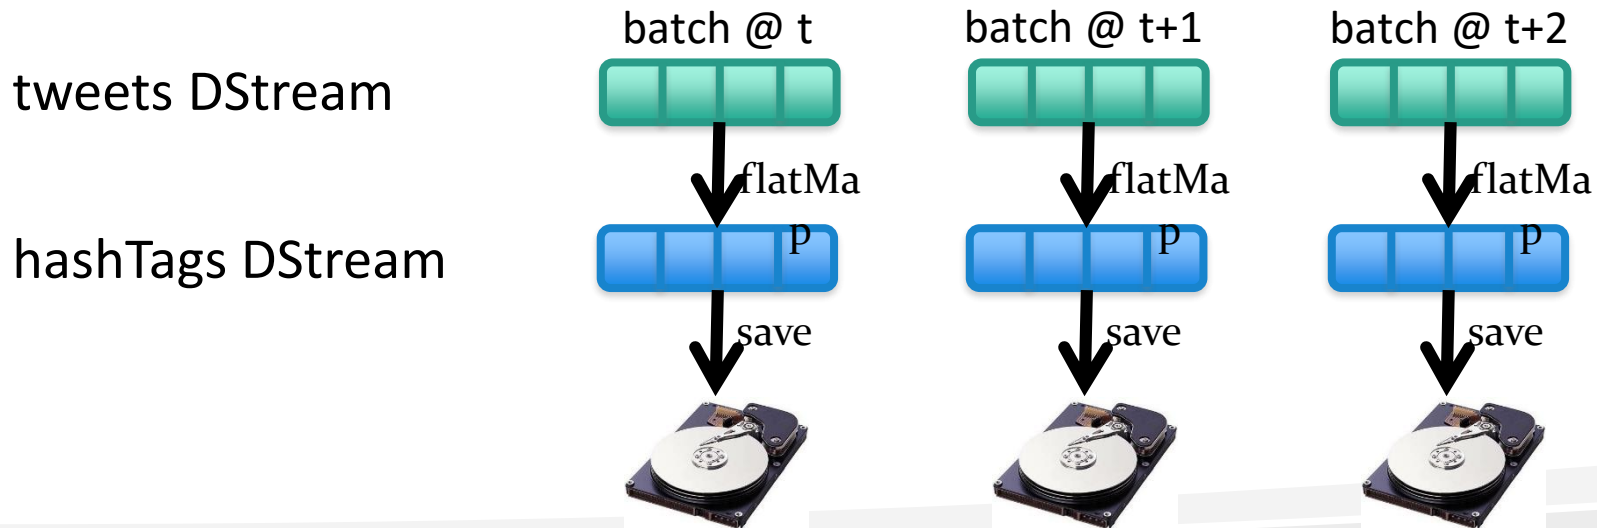 batch @ t
batch @ t+1
batch @ t+2
tweets DStream
flatMa
p
flatMa
p
flatMa
p
hashTags DStream
save
save
save